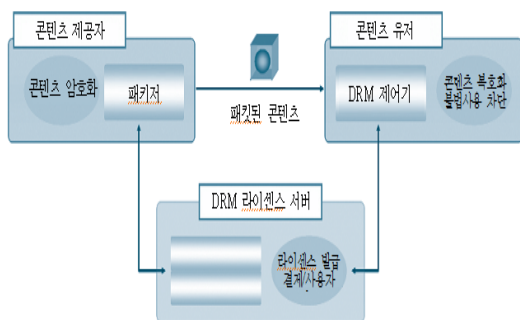 콘텐츠 제공자
콘텐츠 암호화
패키저
패킷된 콘텐츠
콘텐츠 유저
DRM 제어기
콘텐츠 복호화
불법사용 차단
DRM 라이센스 서버
라이센스 발급
결제/사용자